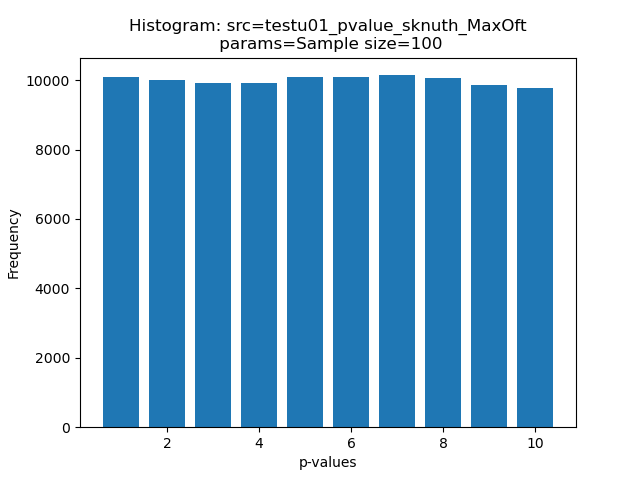 Histogram: src=testu01_pvalue_sknuth_MaxOft
params=Sample size=100
10000
8000
6000
4000
2000
0
Frequency
2
4
6
8
10
p-values